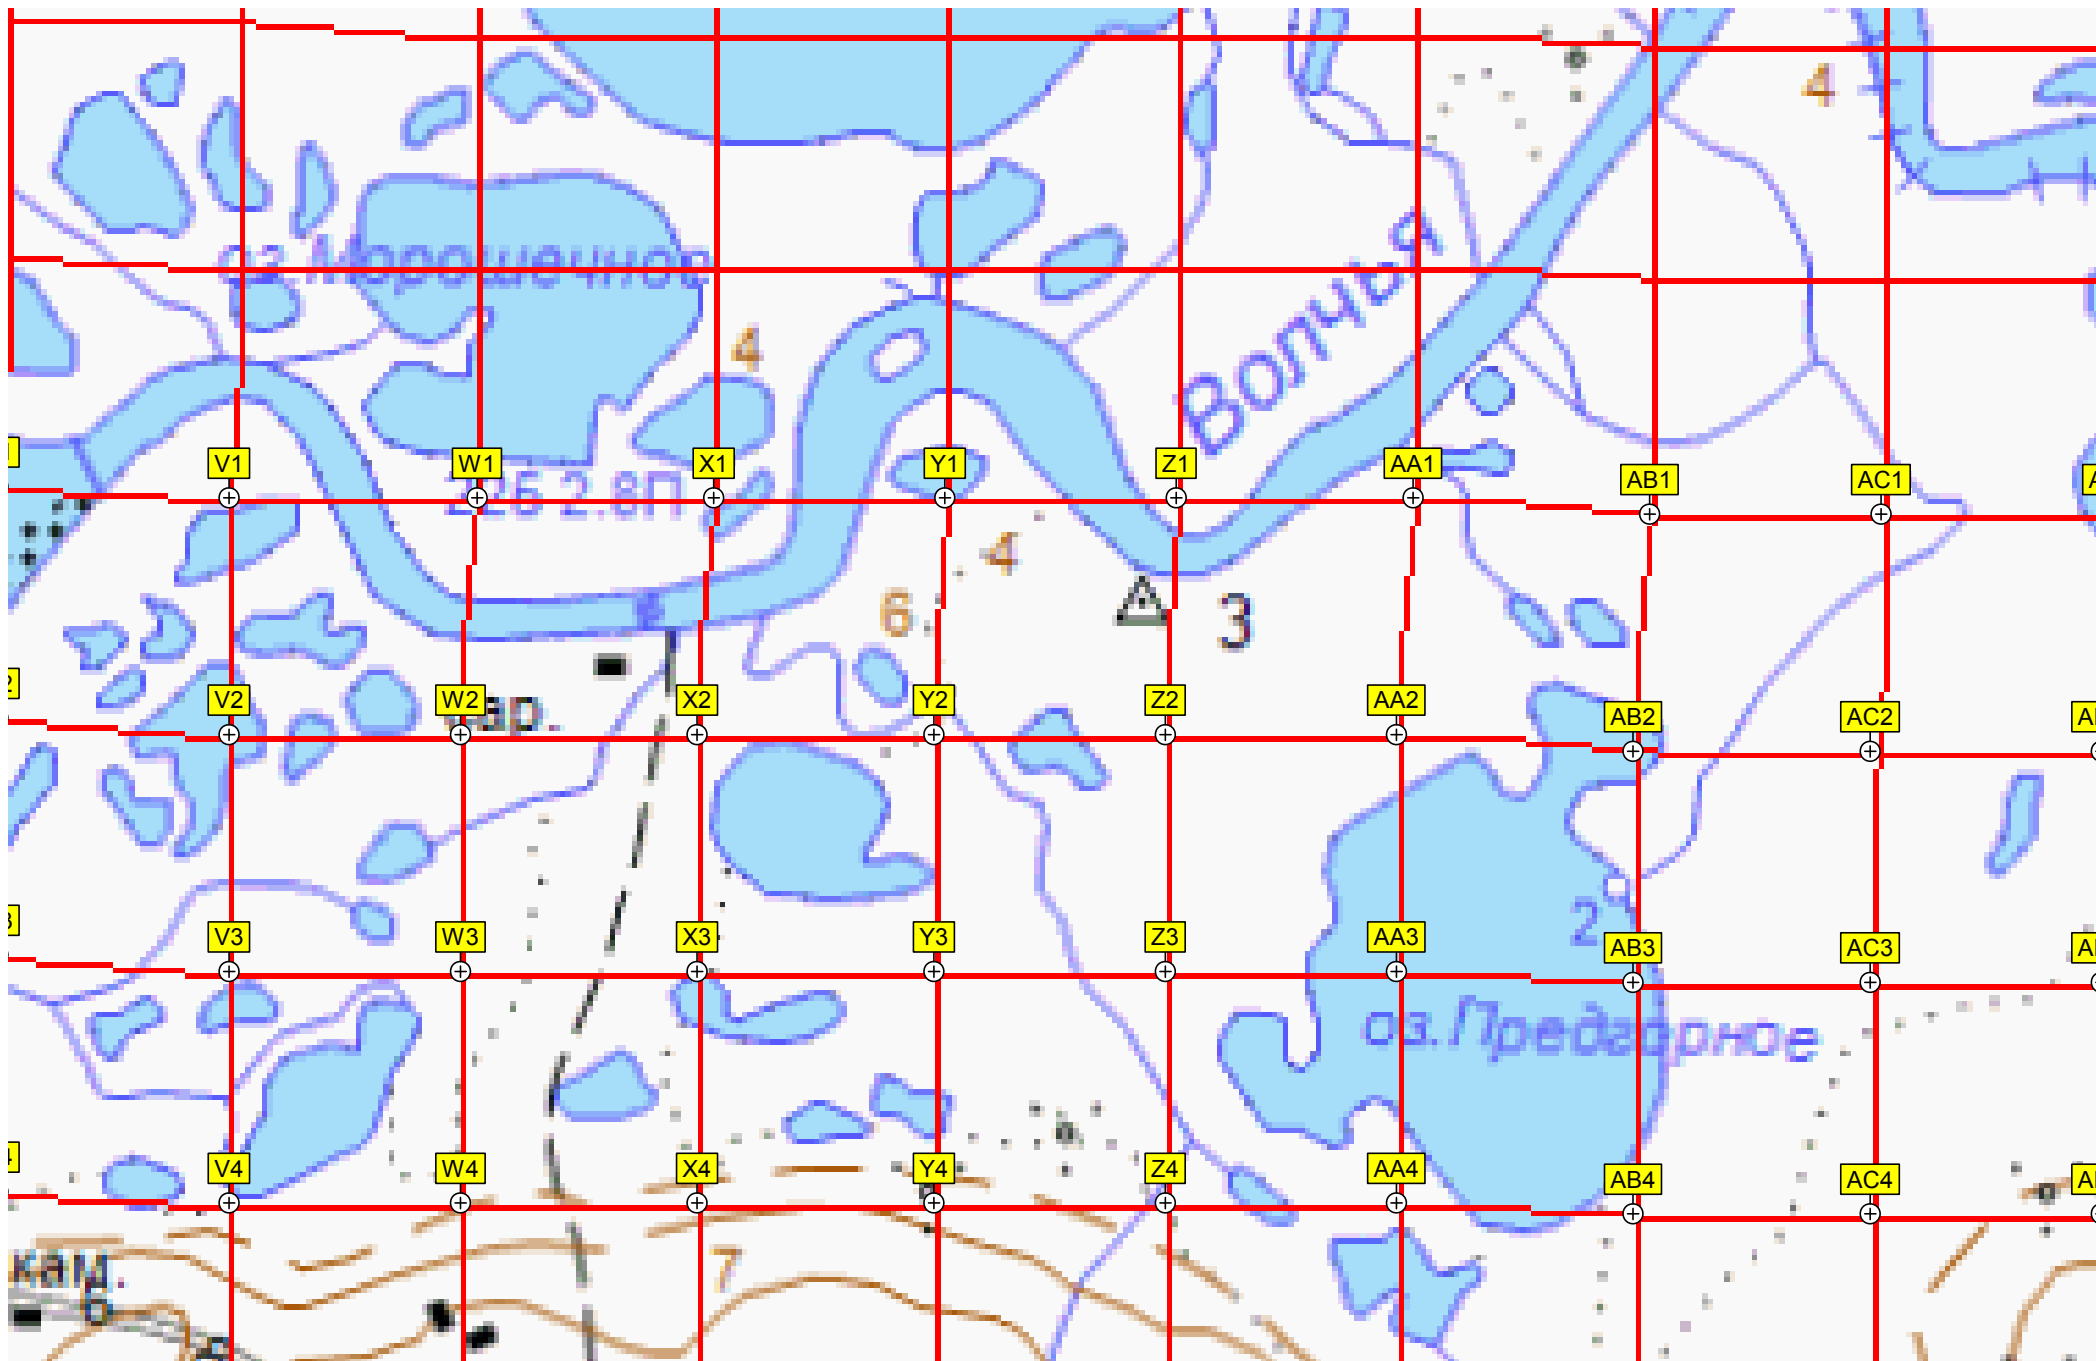 4
оз.Морошечное
Волчья
4
V1 W1 X1 Y1 Z1 AA1 AB1 AC1
226 2.8П
4
6
3
V2 W2 X2 Y2 Z2 AA2 AB2 AC2
2
V3 W3 X3 Y3 Z3 AA3 AB3 AC3
оз.Предгорное
V4 W4 X4 Y4 Z4 AA4 AB4 AC4
7
кам.
6